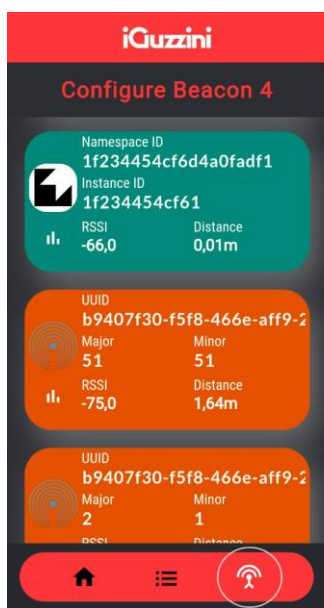 iGuzzini
Configure Beacon 4
Namespace ID
1f234454cf6d4a0fadf1
Instance ID
1f234454cf61
RSSI Distance
-66,0 0,01m
UUID
b9407f30-f5f8-466e-aff9-2
Major Minor
51 51
RSSI Distance
-75,0 1,64m
UUID
b9407f30-f5f8-466e-aff9-2
Major Minor
2 1
RSSI Distance